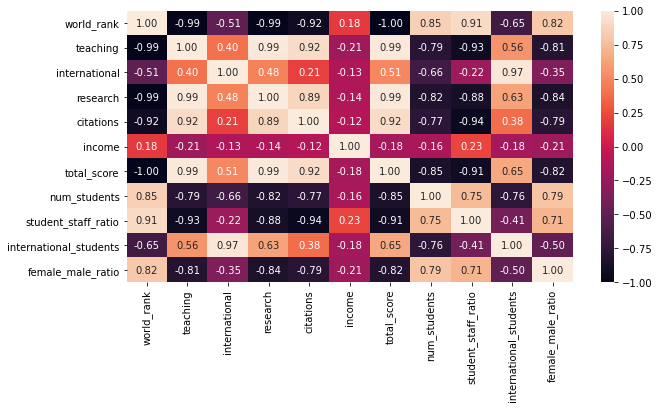 world_rank 1.00 -0.99 -0.51 -0.99 -0.92 0.18 -1.00 0.85 0.91 -0.65 0.82
teaching -0.99 1.00 0.40 0.99 0.92 -0.21 0.99 -0.79 -0.93 0.56 -0.81
international -0.51 0.40 1.00 0.48 0.21 -0.13 0.51 -0.66 -0.22 0.97 -0.35
research -0.99 0.99 0.48 1.00 0.89 -0.14 0.99 -0.82 -0.88 0.63 -0.84
citations -0.92 0.92 0.21 0.89 1.00 -0.12 0.92 -0.77 -0.94 0.38 -0.79
income 0.18 -0.21 -0.13 -0.14 -0.12 1.00 -0.18 -0.16 0.23 -0.18 -0.21
total_score -1.00 0.99 0.51 0.99 0.92 -0.18 1.00 -0.85 -0.91 0.65 -0.82
num_students 0.85 -0.79 -0.66 -0.82 -0.77 -0.16 -0.85 1.00 0.75 -0.76 0.79
student_staff_ratio 0.91 -0.93 -0.22 -0.88 -0.94 0.23 -0.91 0.75 1.00 -0.41 0.71
international_students -0.65 0.56 0.97 0.63 0.38 -0.18 0.65 -0.76 -0.41 1.00 -0.50
female_male_ratio 0.82 -0.81 -0.35 -0.84 -0.79 -0.21 -0.82 0.79 0.71 -0.50 1.00
world_rank
teaching
international
research
citations
income
total_score
num_students
student_staff_ratio
international_students
female_male_ratio
1.00
0.75
0.50
0.25
0.00
−0.25
−0.50
−0.75
−1.00